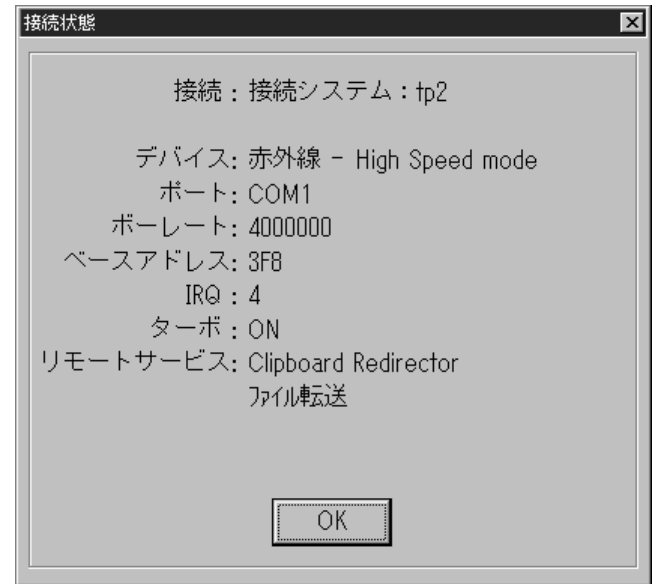 接続状態
接続 : 接続システム : tp2
デバイス: 赤外線 - High Speed mode
ポート: COM1
ボーレート: 4000000
ベースアドレス: 3F8
IRQ : 4
ターボ : ON
リモートサービス: Clipboard Redirector
ﾌｧｲﾙ転送
OK